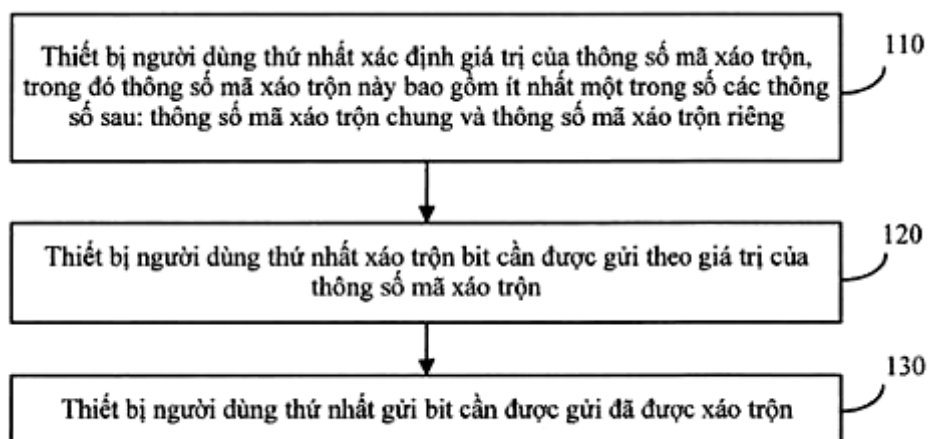 Thiết bị người dùng thứ nhất xác định giá trị của thông số mã xáo trộn,
trong đó thông số mã xáo trộn này bao gồm ít nhất một trong số các thông
số sau: thông số mã xáo trộn chung và thông số mã xáo trộn riêng
110
Thiết bị người dùng thứ nhất xáo trộn bit cần được gửi theo giá trị của
thông số mã xáo trộn
120
Thiết bị người dùng thứ nhất gửi bit cần được gửi đã được xáo trộn
130